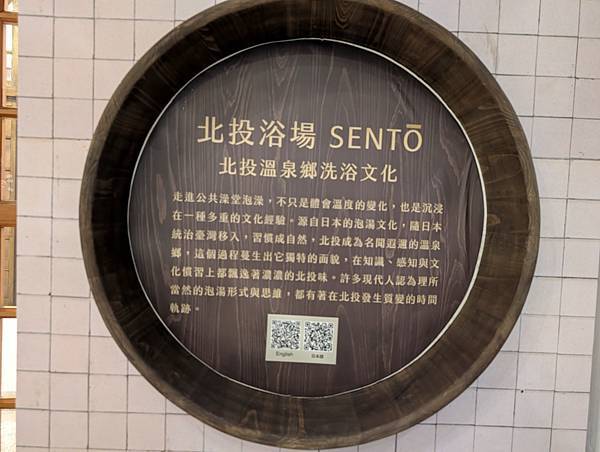 北投浴場 SENTŌ
北投溫泉鄉洗浴文化
走進公共澡堂泡澡，不只是體會溫度的變化，也是沉浸
在一種多重的文化經驗。源自日本的泡湯文化，隨日本
統治臺灣移入，習慣成自然，北投成為名聞遐邇的溫泉
鄉，這個過程蔓生出它獨特的面貌，在知識、感知與文
化慣習上都飄逸著濃濃的北投味。許多現代人認為理所
當然的泡湯形式與思維，都有著在北投發生質變的時間
軌跡。
English 日本語